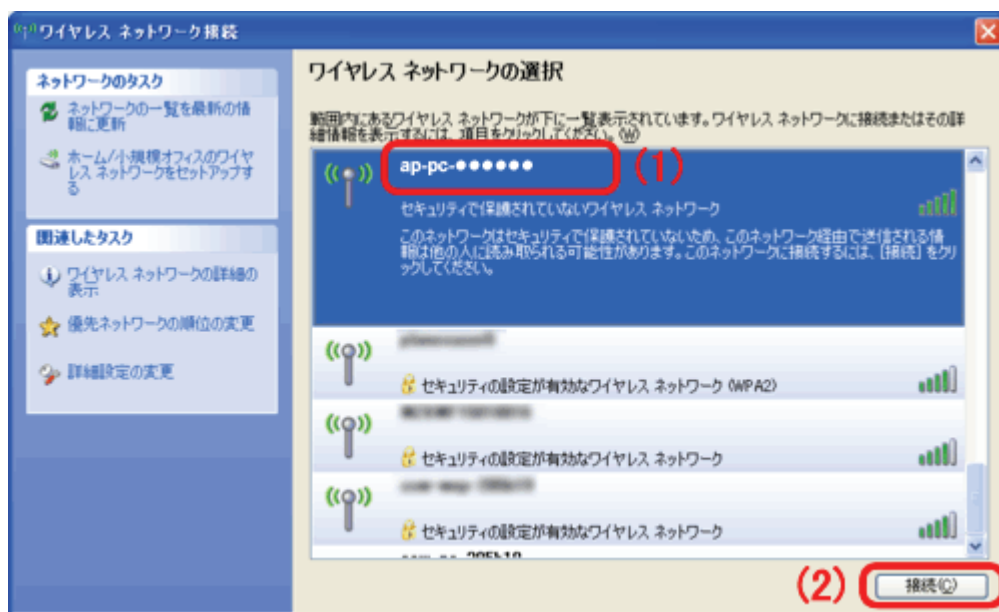 ワイヤレス ネットワーク接続
ネットワークのタスク
ネットワークの一覧を最新の情
報に更新
ホーム/小規模オフィスのワイヤ
レス ネットワークをセットアップす
る
関連したタスク
ワイヤレス ネットワークの詳細の
表示
優先ネットワークの順位の変更
詳細設定の変更
ワイヤレス ネットワークの選択
範囲内にあるワイヤレス ネットワークが下に一覧表示されています。ワイヤレス ネットワークに接続またはその詳
細情報を表示するには、項目をクリックしてください。(W)
ap-pc-●●●●●●
(1)
セキュリティで保護されていないワイヤレス ネットワーク
このネットワークはセキュリティで保護されていないため、このネットワーク経由で送信される情
報は他の人に読み取られる可能性があります。このネットワークに接続するには、[接続] をクリ
ックしてください。
セキュリティの設定が有効なワイヤレス ネットワーク (WPA2)
セキュリティの設定が有効なワイヤレス ネットワーク
セキュリティの設定が有効なワイヤレス ネットワーク
(2)
接続(C)